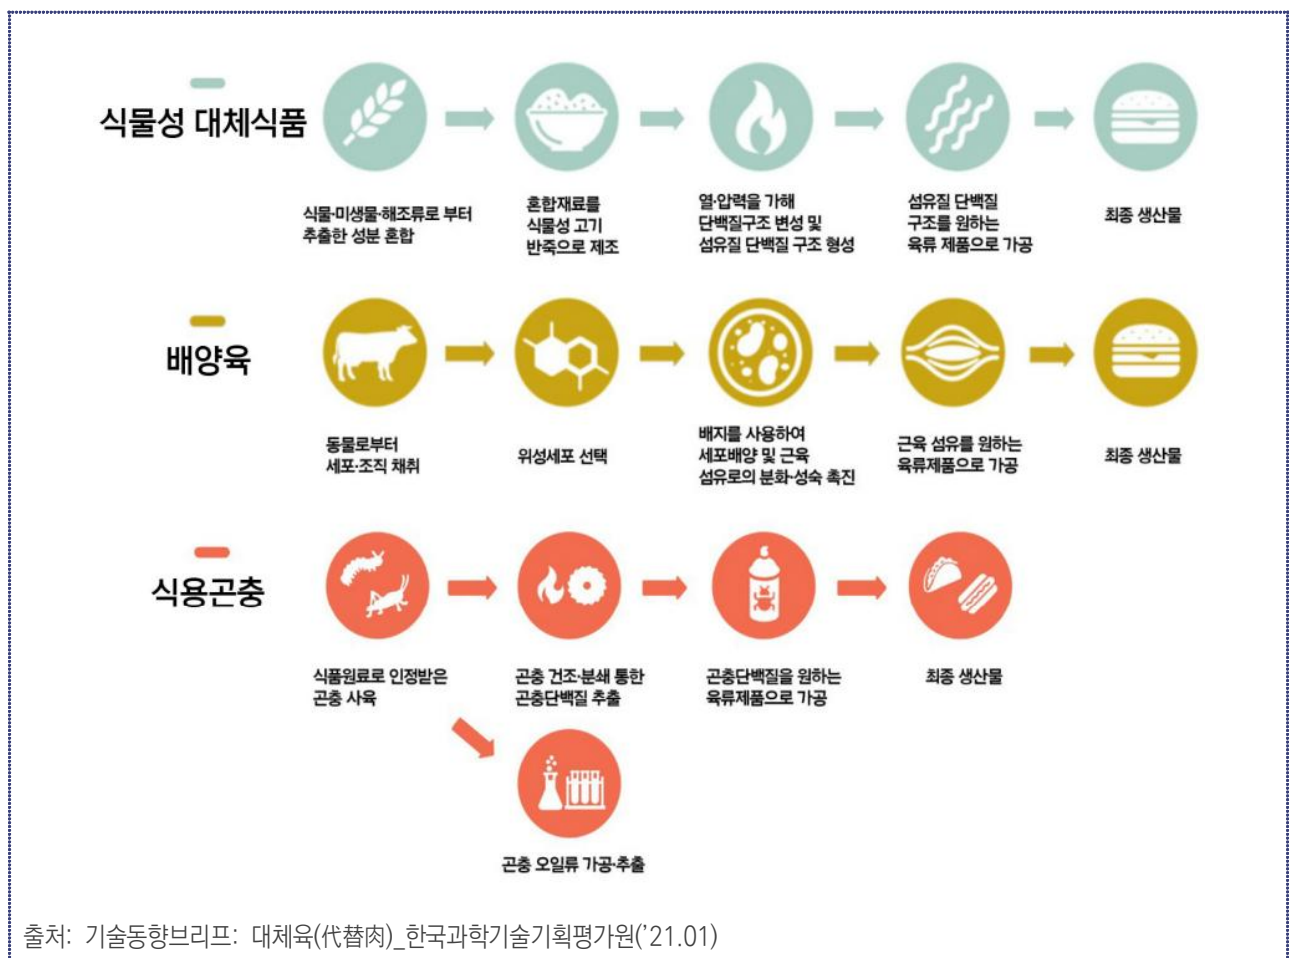 식물성 대체식품
식물·미생물·해조류로 부터
추출한 성분 혼합
혼합재료를
식물성 고기
반죽으로 제조
열·압력을 가해
단백질구조 변성 및
섬유질 단백질 구조 형성
섬유질 단백질
구조를 원하는
육류 제품으로 가공
최종 생산물
배양육
동물로부터
세포·조직 채취
위성세포 선택
배지를 사용하여
세포배양 및 근육
섬유로의 분화·성숙 촉진
근육 섬유를 원하는
육류제품으로 가공
최종 생산물
식용곤충
식품원료로 인정받은
곤충 사육
곤충 건조·분쇄 통한
곤충단백질 추출
곤충단백질을 원하는
육류제품으로 가공
최종 생산물
곤충 오일류 가공·추출
출처: 기술동향브리프: 대체육(代替肉)_한국과학기술기획평가원('21.01)